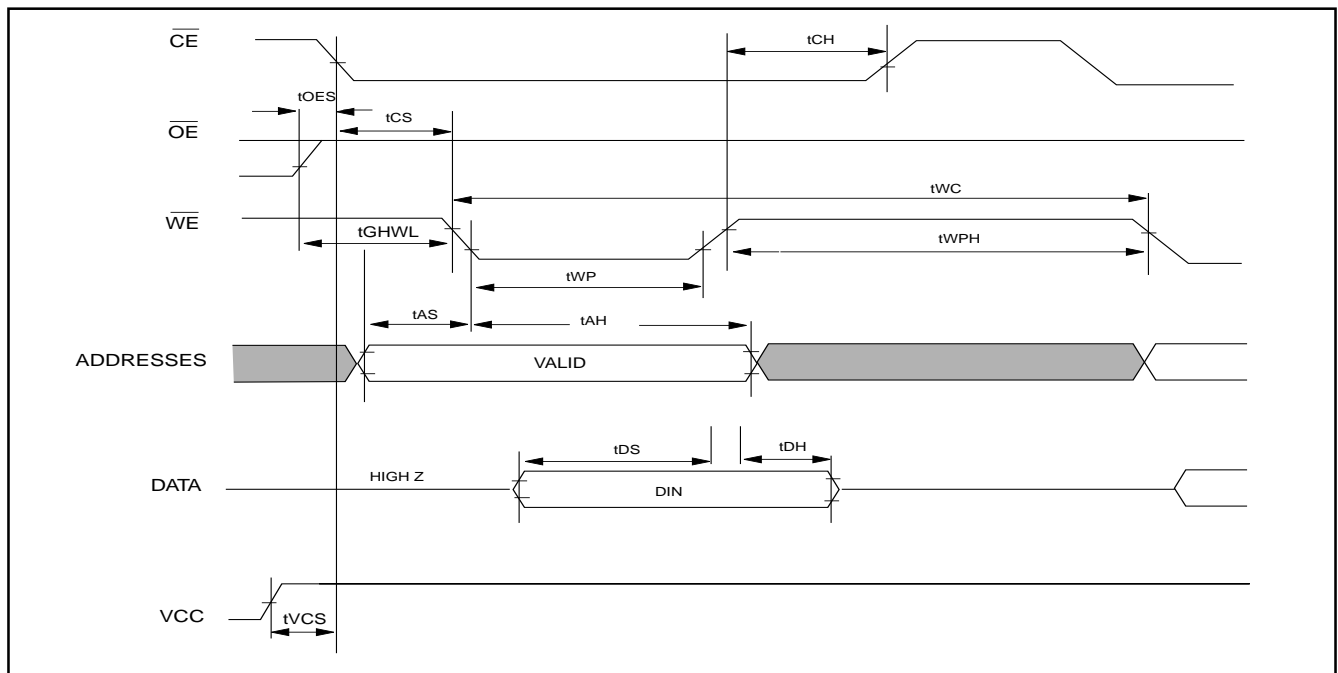 CE
tCH
tOES
tCS
OE
tWC
WE
tGHWL
tWPH
tWP
tAS
tAH
ADDRESSES
VALID
tDS
tDH
HIGH Z
DATA
DIN
VCC
tVCS